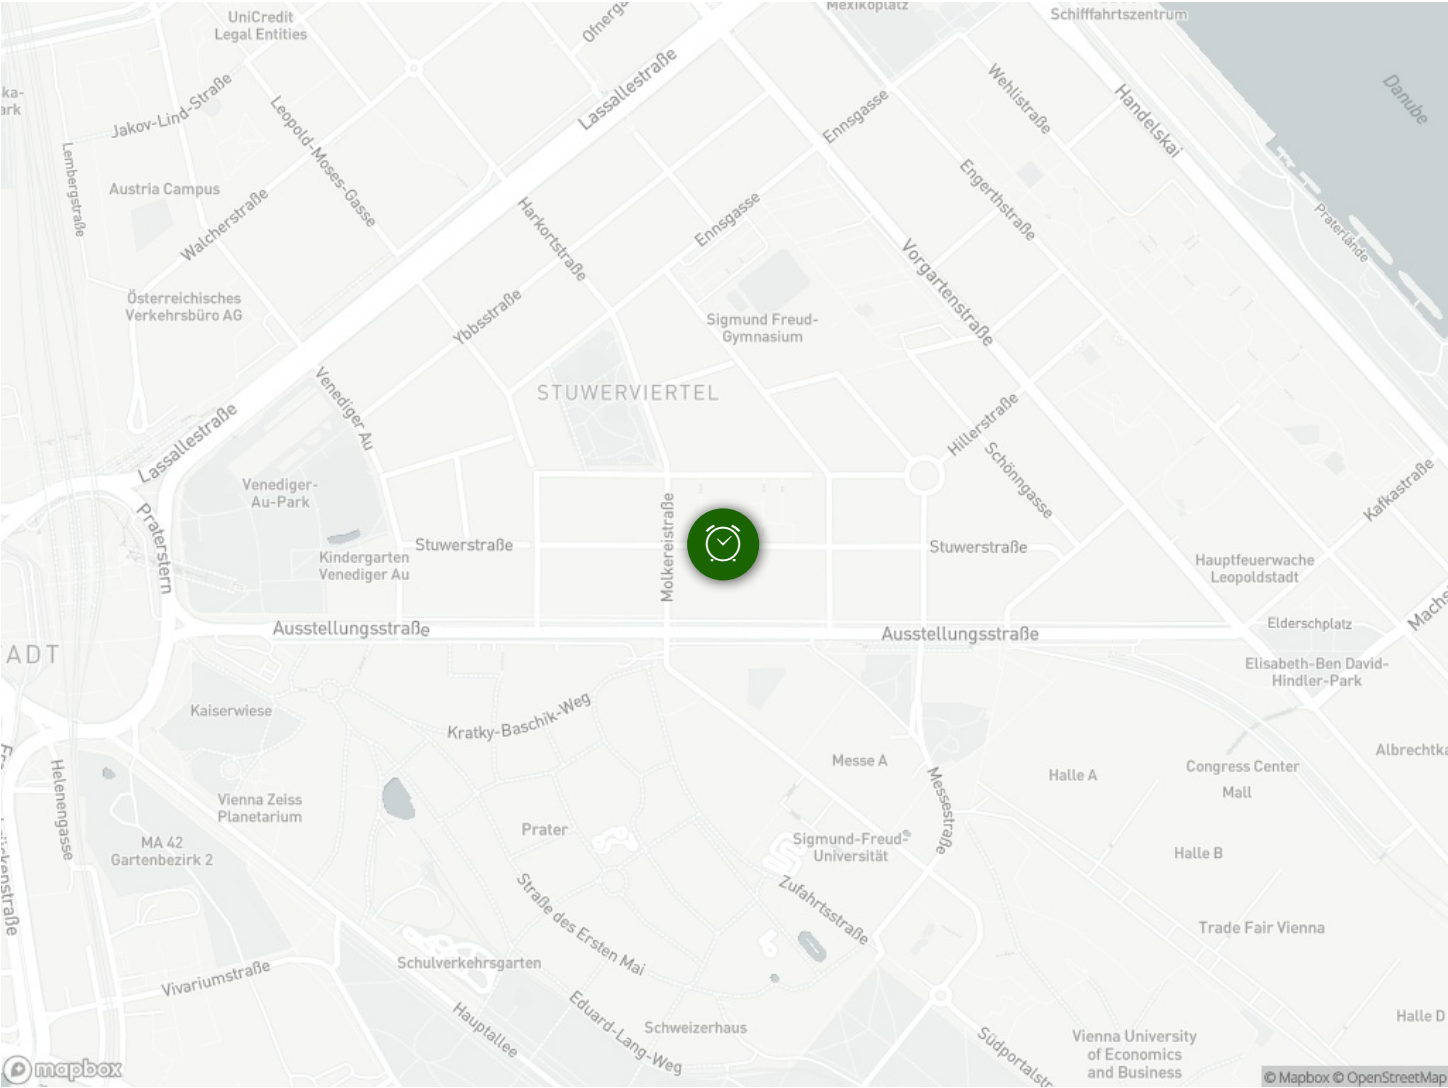 UniCredit
Legal Entities
Mexikoplatz
Schifffahrtszentrum
Lassallestraße
Jakov-Lind-Straße
Leopold-Moses-Gasse
Ennsgasse
Wehlistraße
Handelskai
Danube
Lembergstraße
Austria Campus
Walcherstraße
Harkortstraße
Ennsgasse
Engerthstraße
Praterlände
Vorgartenstraße
Österreichisches
Verkehrsbüro AG
Ybbsstraße
Sigmund Freud-
Gymnasium
STUWERVIERTEL
Venediger Au
Lassallestraße
Hillerstraße
Schönngasse
Kafkastraße
Venediger-
Au-Park
Praterstern
Molkereistraße
Stuwerstraße
Stuwerstraße
Kindergarten
Venediger Au
Hauptfeuerwache
Leopoldstadt
Ausstellungsstraße
Ausstellungsstraße
Elderschplatz
Machs
ADT
Elisabeth-Ben David-
Hindler-Park
Kaiserwiese
Kratky-Baschik-Weg
Messe A
Messestraße
Halle A
Congress Center
Mall
Albrechtka
Helenengasse
Vienna Zeiss
Planetarium
Prater
MA 42
Gartenbezirk 2
Sigmund-Freud-
Universität
Halle B
Zufahrtsstraße
Straße des Ersten Mai
Trade Fair Vienna
Schulverkehrsgarten
Vivariumstraße
Hauptallee
Eduard-Lang-Weg
Schweizerhaus
Südportalstr
Vienna University
of Economics
and Business
Halle D
mapbox
© Mapbox © OpenStreetMap